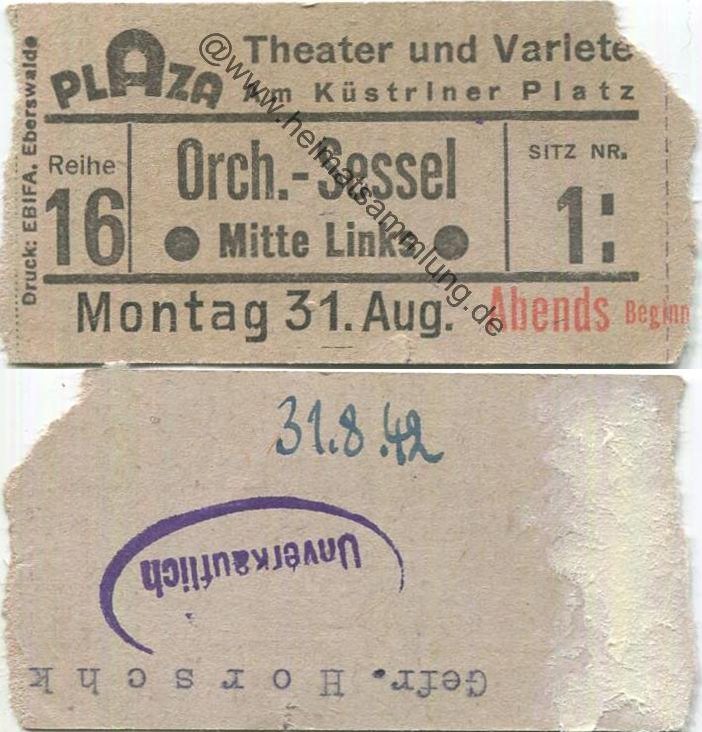 PLAZA Theater und Variete
Am Küstriner Platz
Reihe
16
Orch.-Sessel
Mitte Links
SITZ NR.
1
Montag 31. Aug. Abends Beginn
Druck: EBIFA. Eberswalde
@www.heimatsammlung.de
31.8.42
Unverkäuflich
Gefr. Horschk